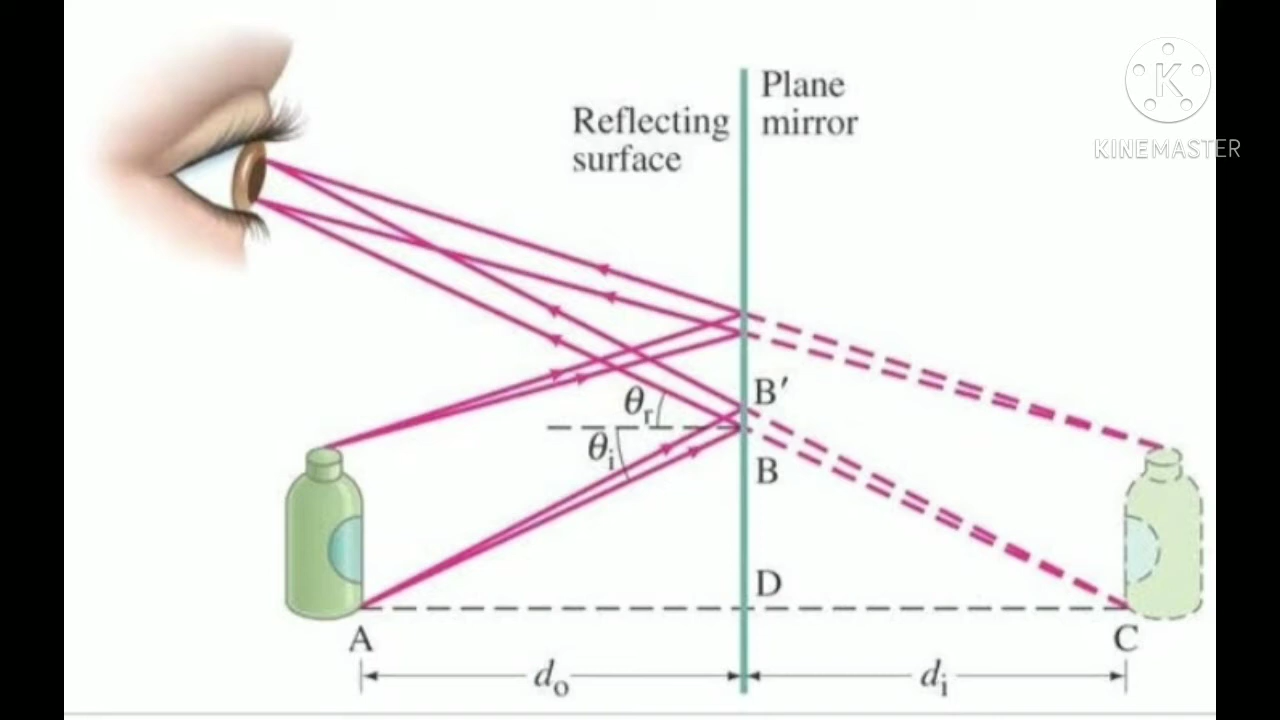 Plane
mirror
Reflecting
surface
K
KINEMASTER
B′
θr
θi
B
D
A
C
do
di